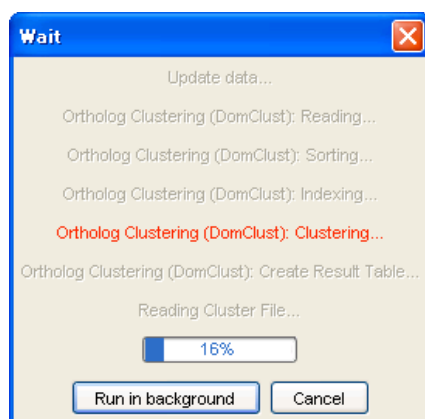 Wait
Update data...
Ortholog Clustering (DomClust): Reading...
Ortholog Clustering (DomClust): Sorting...
Ortholog Clustering (DomClust): Indexing...
Ortholog Clustering (DomClust): Clustering...
Ortholog Clustering (DomClust): Create Result Table...
Reading Cluster File...
16%
Run in background Cancel